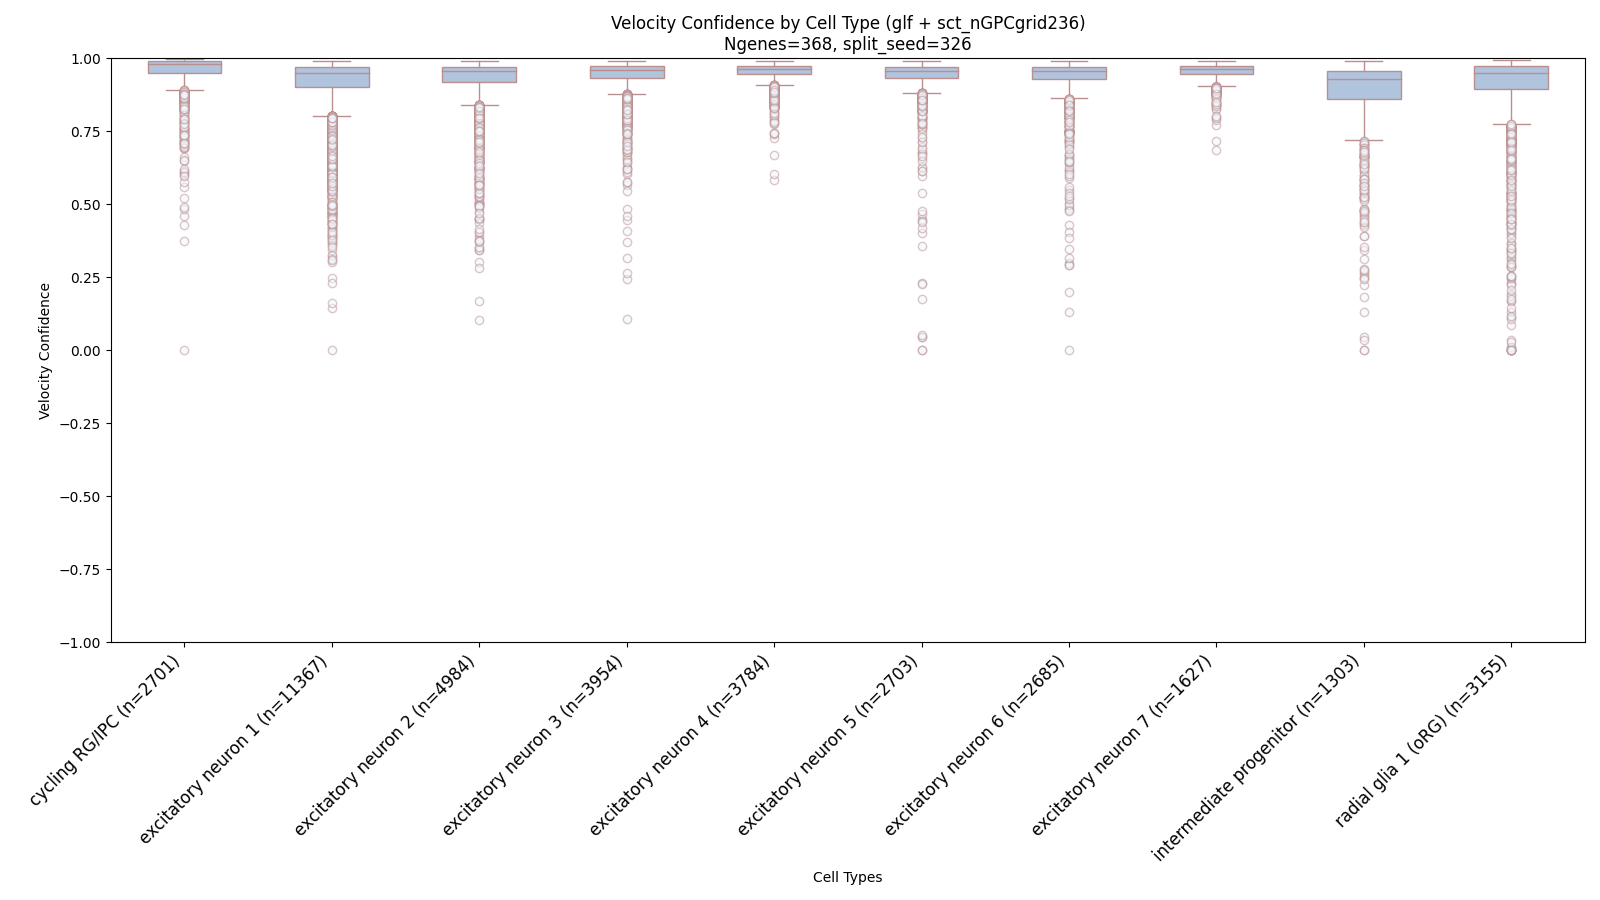 Velocity Confidence by Cell Type (glf + sct_nGPCgrid236)
Ngenes=368, split_seed=326
Velocity Confidence
1.00
0.75
0.50
0.25
0.00
−0.25
−0.50
−0.75
−1.00
cycling RG/IPC (n=2701)
excitatory neuron 1 (n=11367)
excitatory neuron 2 (n=4984)
excitatory neuron 3 (n=3954)
excitatory neuron 4 (n=3784)
excitatory neuron 5 (n=2703)
excitatory neuron 6 (n=2685)
excitatory neuron 7 (n=1627)
intermediate progenitor (n=1303)
radial glia 1 (oRG) (n=3155)
Cell Types